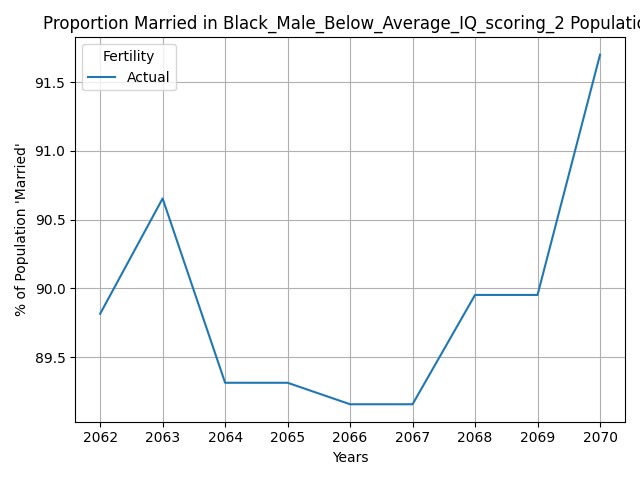 Proportion Married in Black_Male_Below_Average_IQ_scoring_2 Populatio
Fertility
Actual
% of Population 'Married'
91.5
91.0
90.5
90.0
89.5
2062 2063 2064 2065 2066 2067 2068 2069 2070
Years